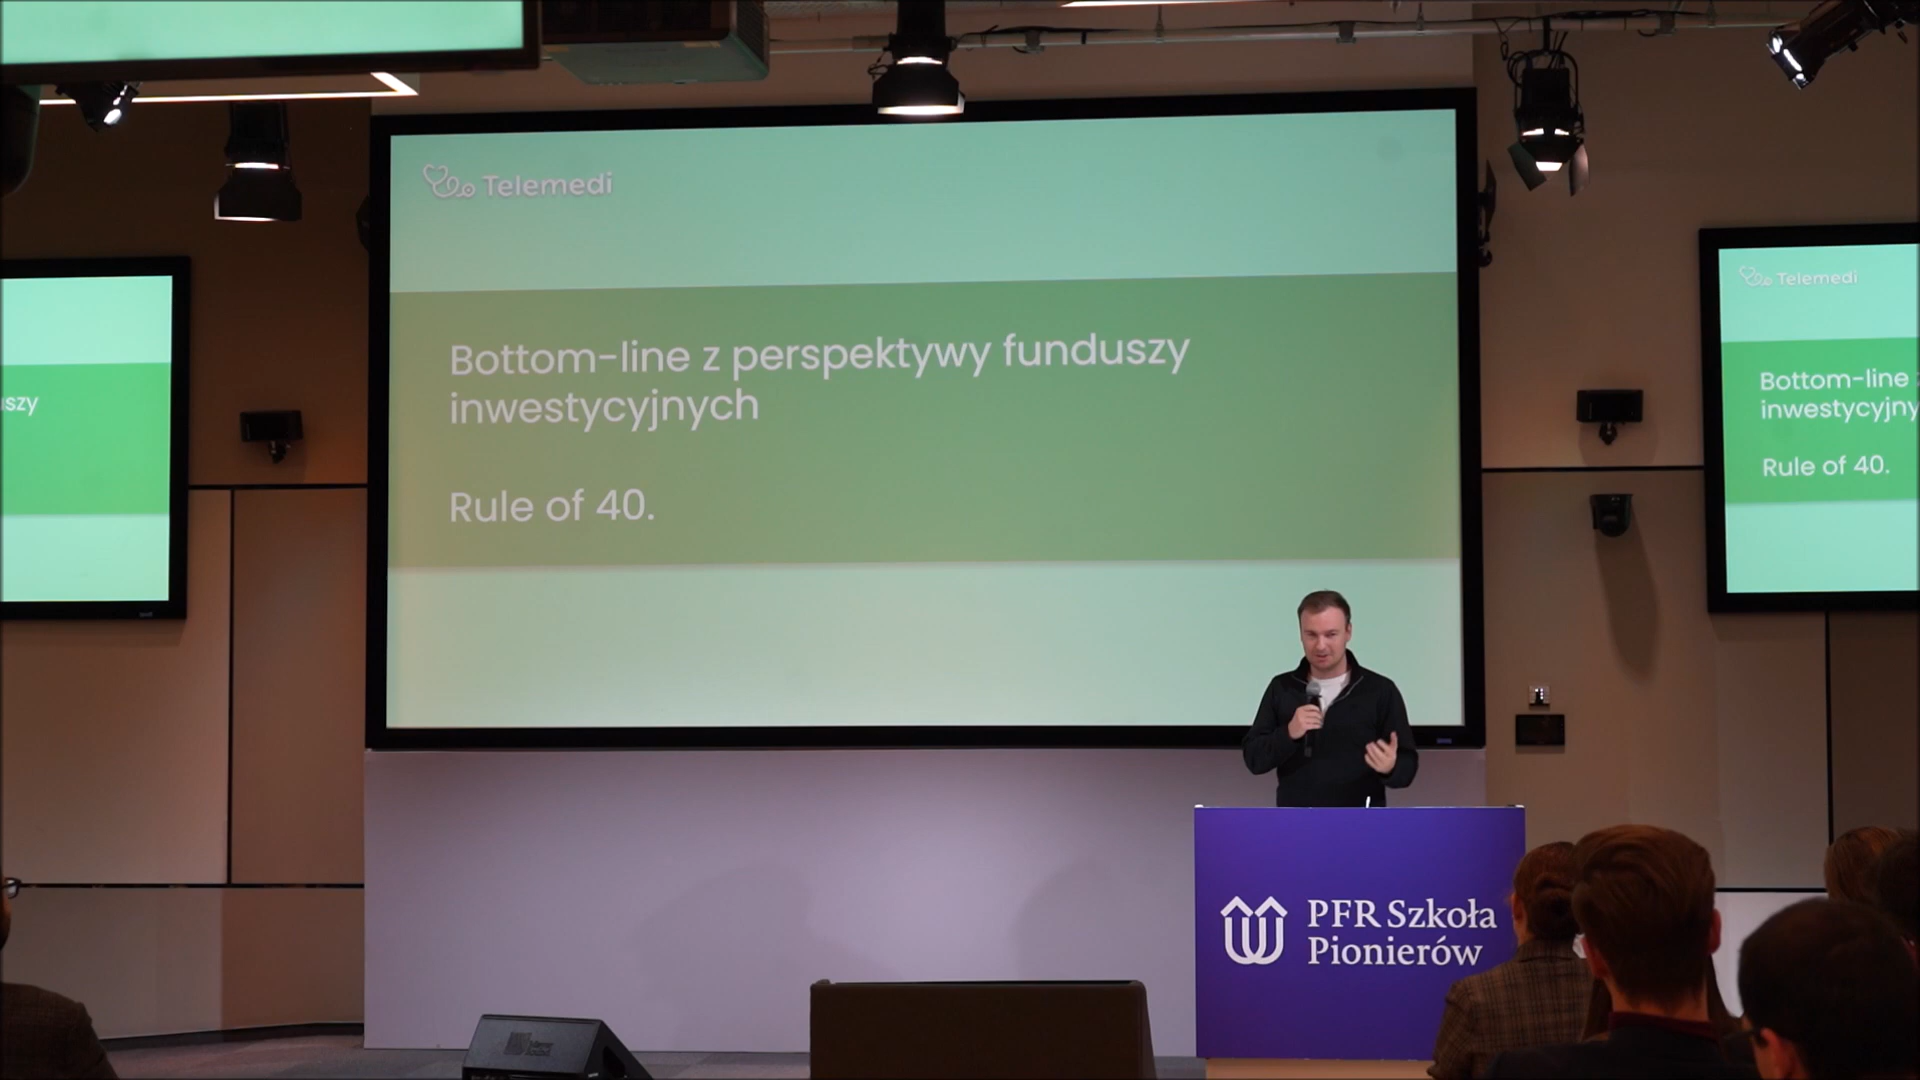 Telemedi
Bottom-line z perspektywy funduszy
inwestycyjnych
Rule of 40.
szy
Telemedi
Bottom-line
inwestycyjny
Rule of 40.
PFR Szkoła
Pionierów